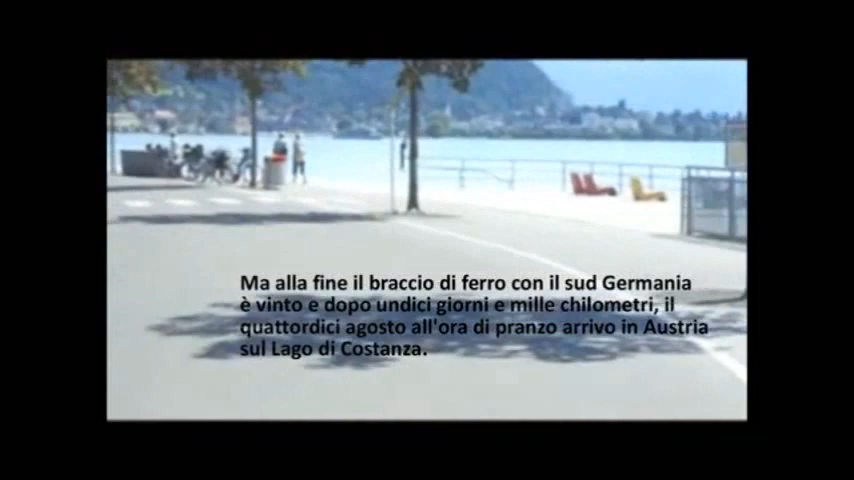 Ma alla fine il braccio di ferro con il sud Germania
è vinto e dopo undici giorni e mille chilometri, il
quattordici agosto all'ora di pranzo arrivo in Austria
sul Lago di Costanza.